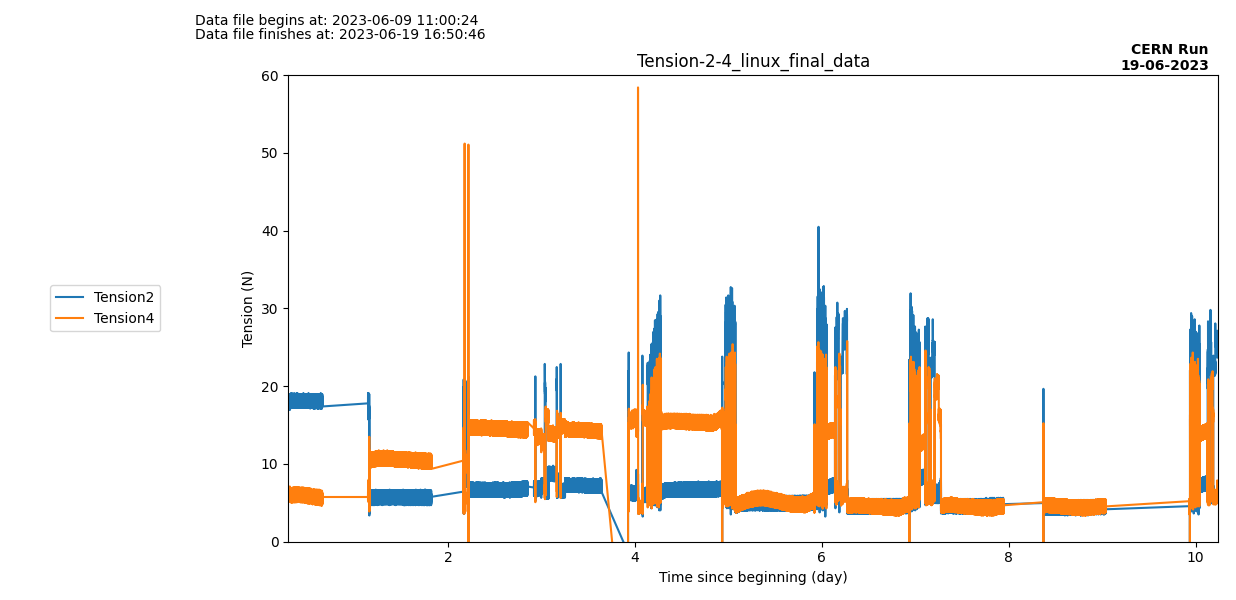 Data file begins at: 2023-06-09 11:00:24
Data file finishes at: 2023-06-19 16:50:46
CERN Run
19-06-2023
Tension-2-4_linux_final_data
60
50
40
30
20
10
0
Tension (N)
Tension2
Tension4
2
4
6
8
10
Time since beginning (day)